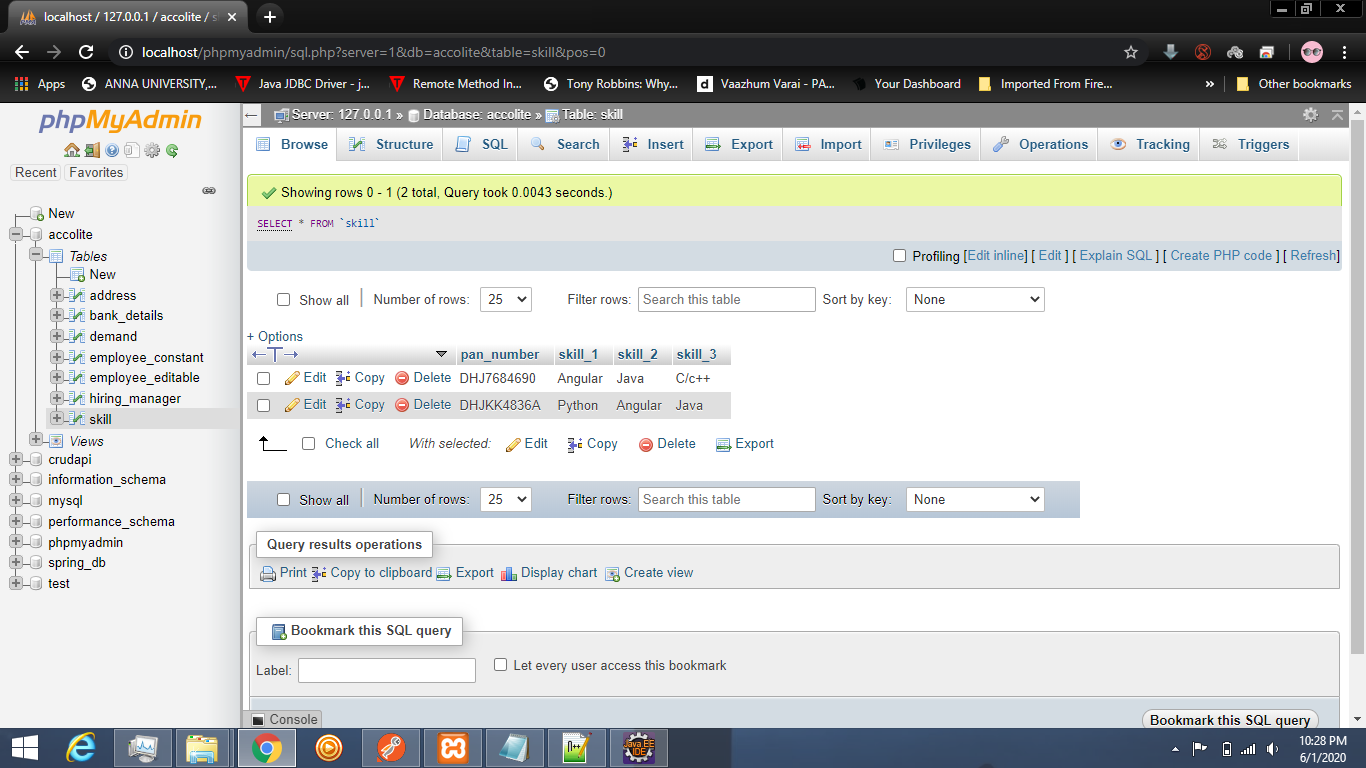 localhost / 127.0.0.1 / accolite / s
localhost/phpmyadmin/sql.php?server=1&db=accolite&table=skill&pos=0
Apps ANNA UNIVERSITY,... Java JDBC Driver - j... Remote Method In... Tony Robbins: Why... d Vaazhum Varai - PA... Your Dashboard Imported From Fire... » Other bookmarks
phpMyAdmin
Recent Favorites
New
accolite
Tables
New
address
bank_details
demand
employee_constant
employee_editable
hiring_manager
skill
Views
crudapi
information_schema
mysql
performance_schema
phpmyadmin
spring_db
test
Server: 127.0.0.1 » Database: accolite » Table: skill
Browse Structure SQL Search Insert Export Import Privileges Operations Tracking Triggers
Showing rows 0 - 1 (2 total, Query took 0.0043 seconds.)
SELECT * FROM `skill`
Profiling [Edit inline] [ Edit ] [ Explain SQL ] [ Create PHP code ] [ Refresh]
Show all Number of rows: 25 Filter rows: Search this table Sort by key: None
+ Options
←T→ pan_number skill_1 skill_2 skill_3
Edit Copy Delete DHJ7684690 Angular Java C/c++
Edit Copy Delete DHJKK4836A Python Angular Java
Check all With selected: Edit Copy Delete Export
Show all Number of rows: 25 Filter rows: Search this table Sort by key: None
Query results operations
Print Copy to clipboard Export Display chart Create view
Bookmark this SQL query
Label: Let every user access this bookmark
Console
Bookmark this SQL query
Java EE
IDE
10:28 PM
6/1/2020